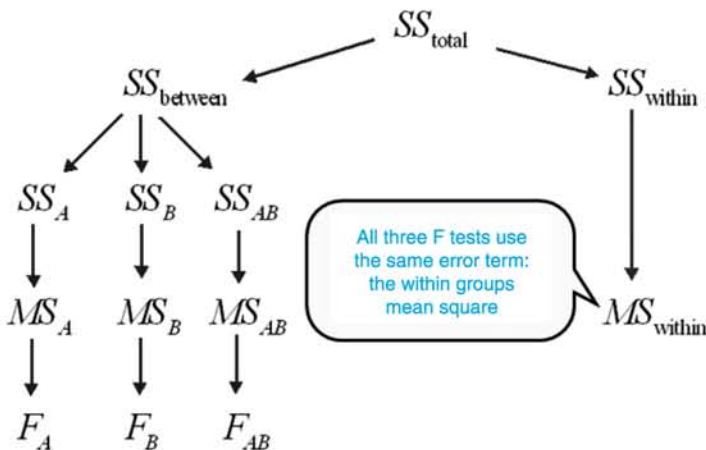 SS_total
SS_between SS_within
SS_A SS_B SS_AB
All three F tests use
the same error term:
the within groups
mean square
MS_A MS_B MS_AB MS_within
F_A F_B F_AB